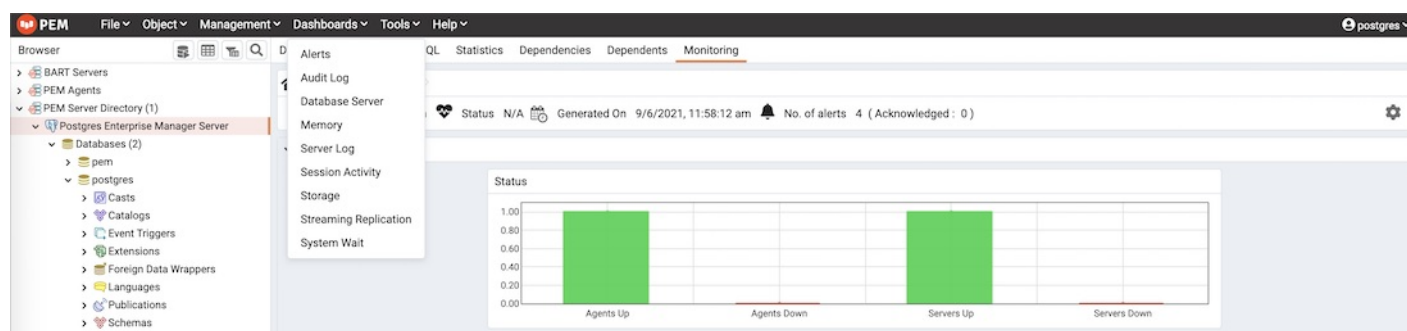 PEM File Object Management Dashboards Tools Help postgres
Browser
QL Statistics Dependencies Dependents Monitoring
Alerts
Audit Log
Database Server
Memory
Server Log
Session Activity
Storage
Streaming Replication
System Wait
BART Servers
PEM Agents
PEM Server Directory (1)
Postgres Enterprise Manager Server
Databases (2)
pem
postgres
Casts
Catalogs
Event Triggers
Extensions
Foreign Data Wrappers
Languages
Publications
Schemas
Status N/A Generated On 9/6/2021, 11:58:12 am No. of alerts 4 ( Acknowledged : 0 )
Status
1.00
0.80
0.60
0.40
0.20
0.00
Agents Up Agents Down Servers Up Servers Down